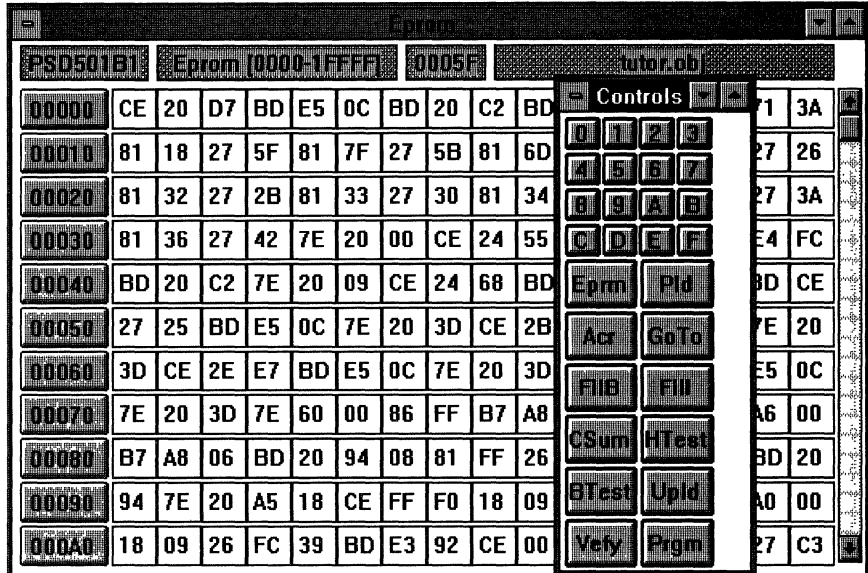 Eprom
PSD501B1 Eprom [0000-1FFFF] 0005F tutor.obj
Controls
00000 CE 20 D7 BD E5 0C BD 20 C2 BD 71 3A
00010 81 18 27 5F 81 7F 27 5B 81 6D 27 26
00020 81 32 27 2B 81 33 27 30 81 34 27 3A
00030 81 36 27 42 7E 20 00 CE 24 55 E4 FC
00040 BD 20 C2 7E 20 09 CE 24 68 BD BD CE
00050 27 25 BD E5 0C 7E 20 3D CE 2B 7E 20
00060 3D CE 2E E7 BD E5 0C 7E 20 3D E5 0C
00070 7E 20 3D 7E 60 00 86 FF B7 A8 A6 00
00080 B7 A8 06 BD 20 94 08 81 FF 26 BD 20
00090 94 7E 20 A5 18 CE FF F0 18 09 A0 00
000A0 18 09 26 FC 39 BD E3 92 CE 00 27 C3
0 1 2 3
4 5 6 7
8 9 A B
C D E F
Eprm Pld
Acr GoTo
FllB Fill
CSum HTest
BTest Upld
Vefy Prgm